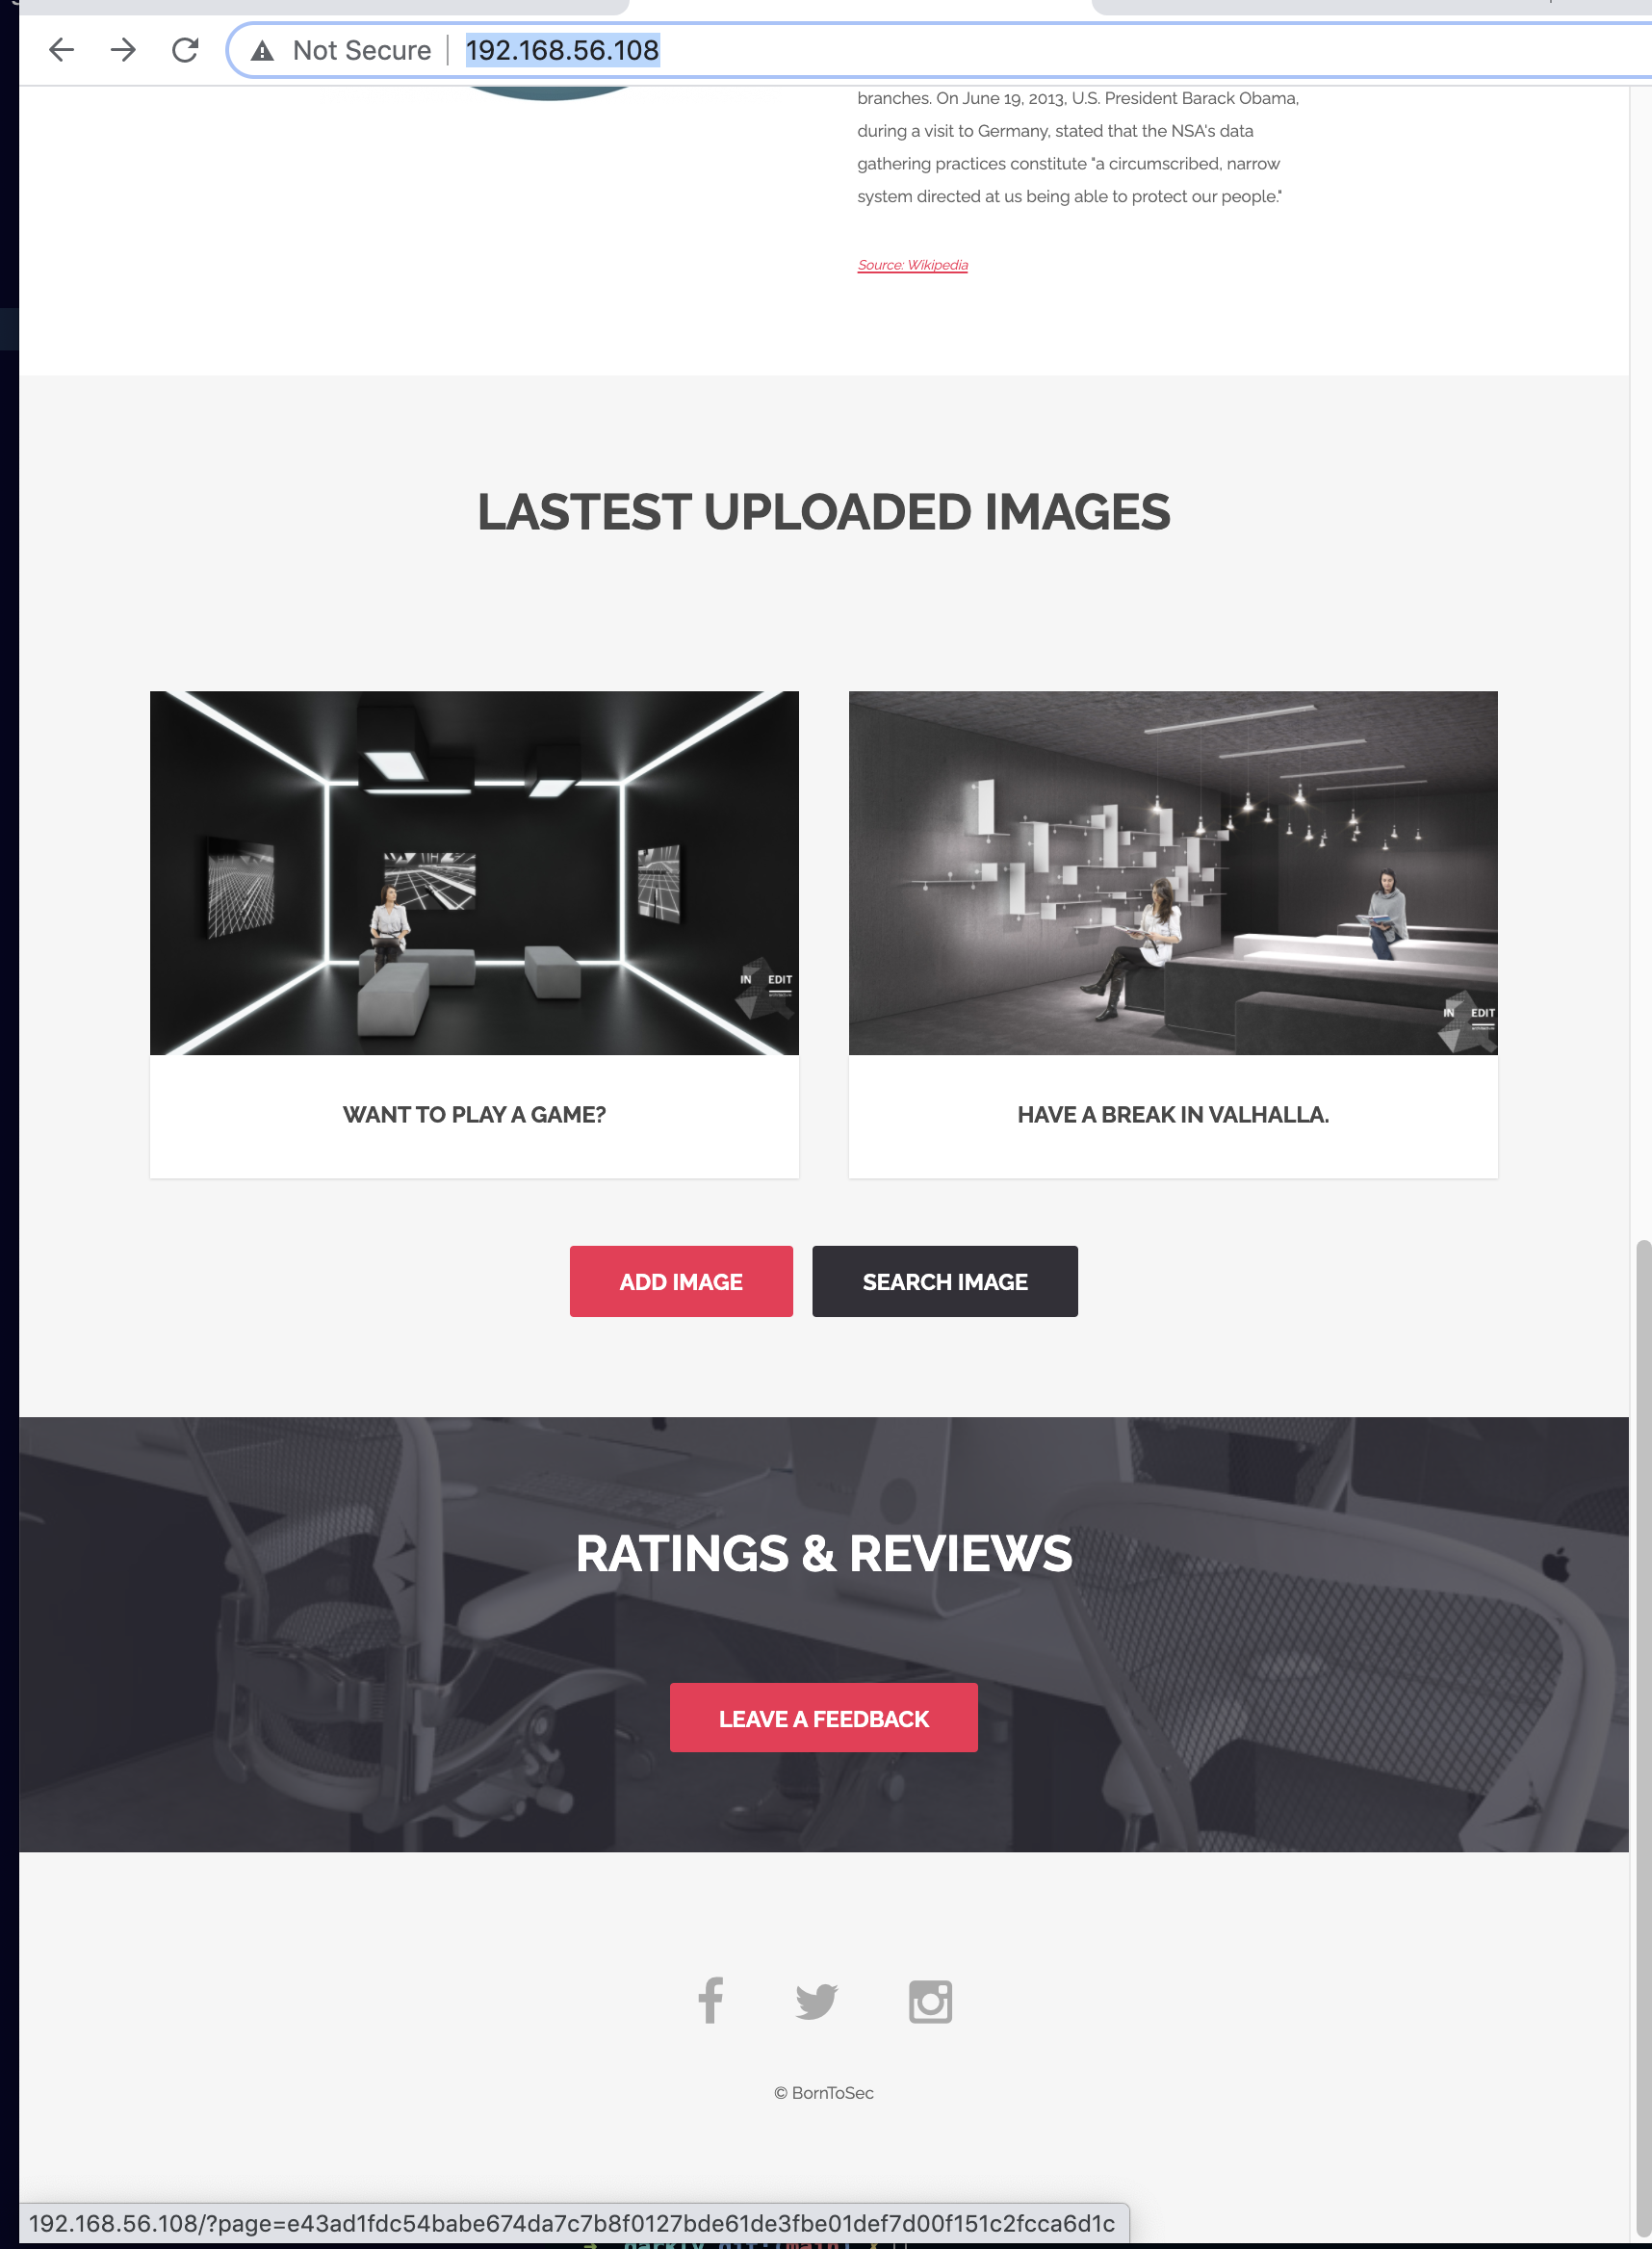 Not Secure | 192.168.56.108
branches. On June 19, 2013, U.S. President Barack Obama,
during a visit to Germany, stated that the NSA's data
gathering practices constitute "a circumscribed, narrow
system directed at us being able to protect our people."
Source: Wikipedia
LASTEST UPLOADED IMAGES
IN EDIT
IN EDIT
WANT TO PLAY A GAME?
HAVE A BREAK IN VALHALLA.
ADD IMAGE
SEARCH IMAGE
RATINGS & REVIEWS
LEAVE A FEEDBACK
© BornToSec
192.168.56.108/?page=e43ad1fdc54babe674da7c7b8f0127bde61de3fbe01def7d00f151c2fcca6d1c